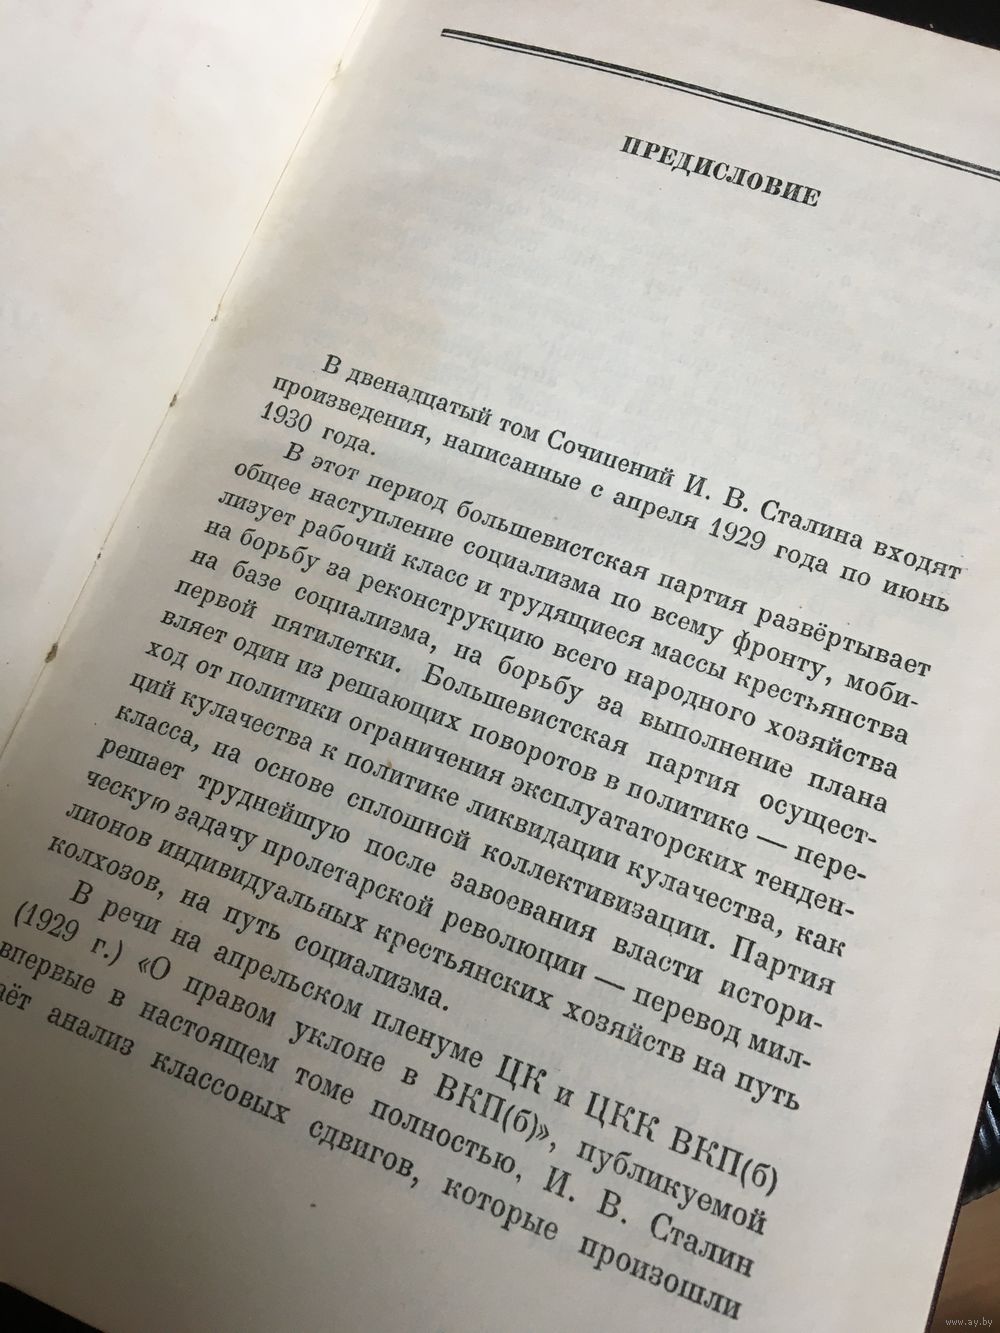 ПРЕДИСЛОВИЕ
В двенадцатый том Сочинений И. В. Сталина входят
произведения, написанные с апреля 1929 года по июнь
1930 года.
В этот период большевистская партия развёртывает
общее наступление социализма по всему фронту, моби-
лизует рабочий класс и трудящиеся массы крестьянства
на борьбу за реконструкцию всего народного хозяйства
на базе социализма, на борьбу за выполнение плана
первой пятилетки. Большевистская партия осущест-
вляет один из решающих поворотов в политике — пере-
ход от политики ограничения эксплуататорских тенден-
ций кулачества к политике ликвидации кулачества, как
класса, на основе сплошной коллективизации. Партия
решает труднейшую после завоевания власти истори-
ческую задачу пролетарской революции — перевод мил-
лионов индивидуальных крестьянских хозяйств на путь
колхозов, на путь социализма.
В речи на апрельском пленуме ЦК и ЦКК ВКП(б)
(1929 г.) «О правом уклоне в ВКП(б)», публикуемой
впервые в настоящем томе полностью, И. В. Сталин
аёт анализ классовых сдвигов, которые произошли
www.ay.by